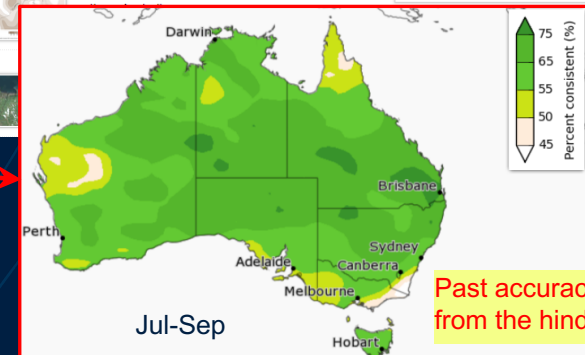 Darwin
Brisbane
Perth
Adelaide
Sydney
Canberra
Melbourne
Hobart
Jul-Sep
75
65
55
50
45
Percent consistent (%)
Past accurac
from the hind